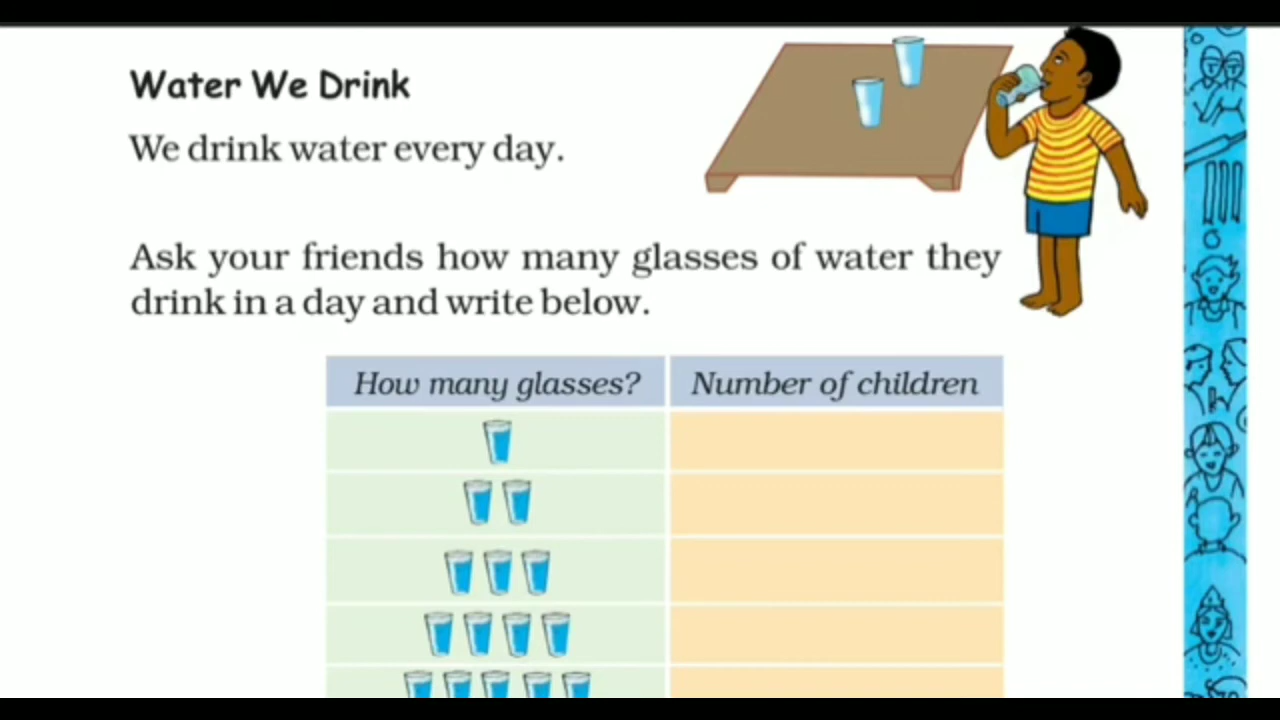 Water We Drink
We drink water every day.
Ask your friends how many glasses of water they
drink in a day and write below.
How many glasses? Number of children